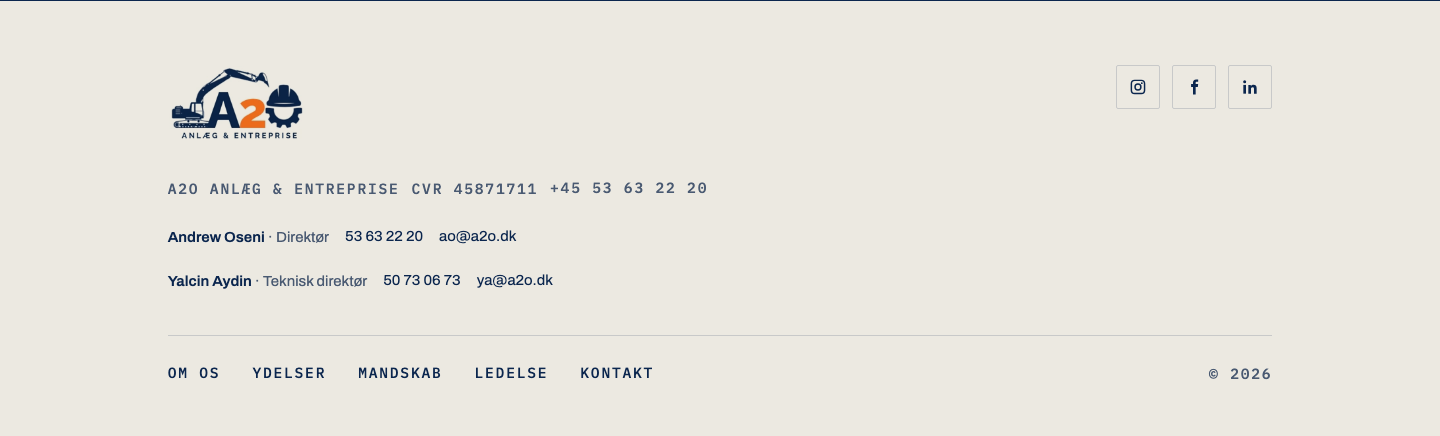 A2O
ANLÆG & ENTREPRISE
f
in
A2O ANLÆG & ENTREPRISE CVR 45871711 +45 53 63 22 20
Andrew Oseni · Direktør 53 63 22 20 ao@a2o.dk
Yalcin Aydin · Teknisk direktør 50 73 06 73 ya@a2o.dk
OM OS YDELSER MANDSKAB LEDELSE KONTAKT © 2026